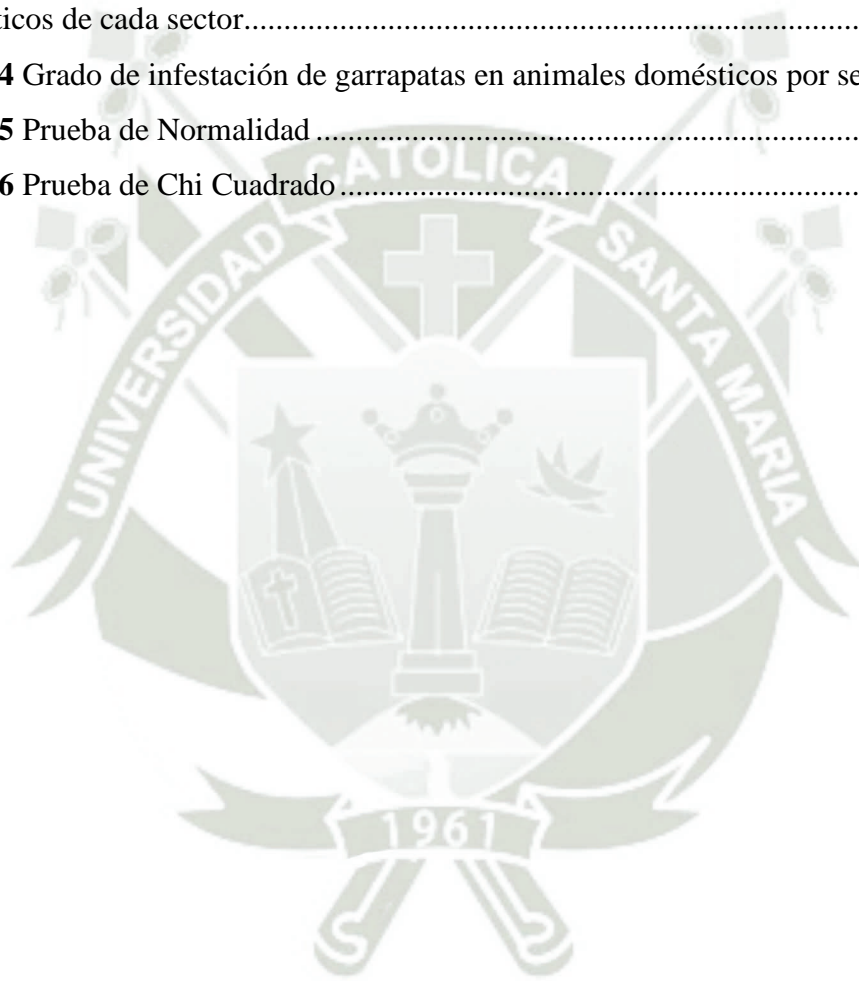 ticos de cada sector....................................................................................
4 Grado de infestación de garrapatas en animales domésticos por se
5 Prueba de Normalidad ............................................................................
6 Prueba de Chi Cuadrado .........................................................................
CATOLICA
UNIVERSIDAD SANTA MARIA
1961